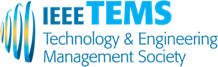 IEEE TEMS
Technology & Engineering
Management Society